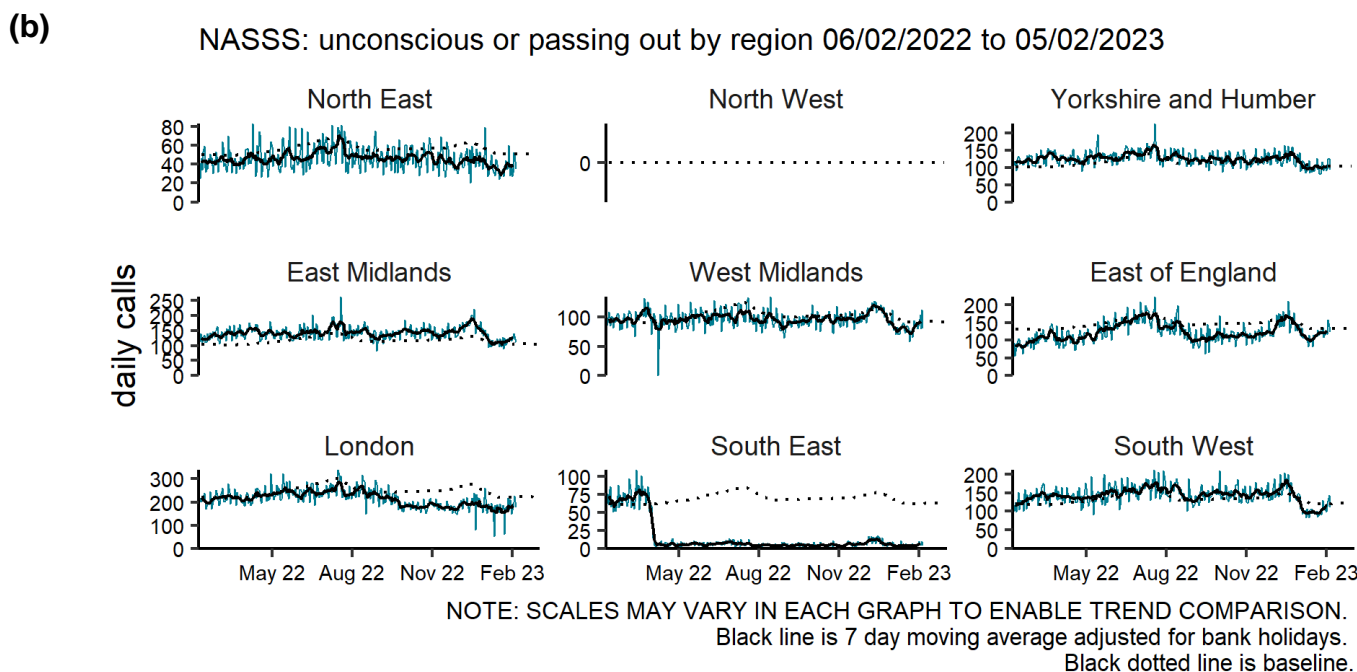 (b)
NASSS: unconscious or passing out by region 06/02/2022 to 05/02/2023
North East
North West
Yorkshire and Humber
80
60
40
20
0
0
200
150
100
50
0
daily calls
East Midlands
West Midlands
East of England
250
200
150
100
50
0
100
50
0
200
150
100
50
0
London
South East
South West
300
200
100
0
100
75
50
25
0
200
150
100
50
0
May 22 Aug 22 Nov 22 Feb 23
May 22 Aug 22 Nov 22 Feb 23
May 22 Aug 22 Nov 22 Feb 23
NOTE: SCALES MAY VARY IN EACH GRAPH TO ENABLE TREND COMPARISON.
Black line is 7 day moving average adjusted for bank holidays.
Black dotted line is baseline.